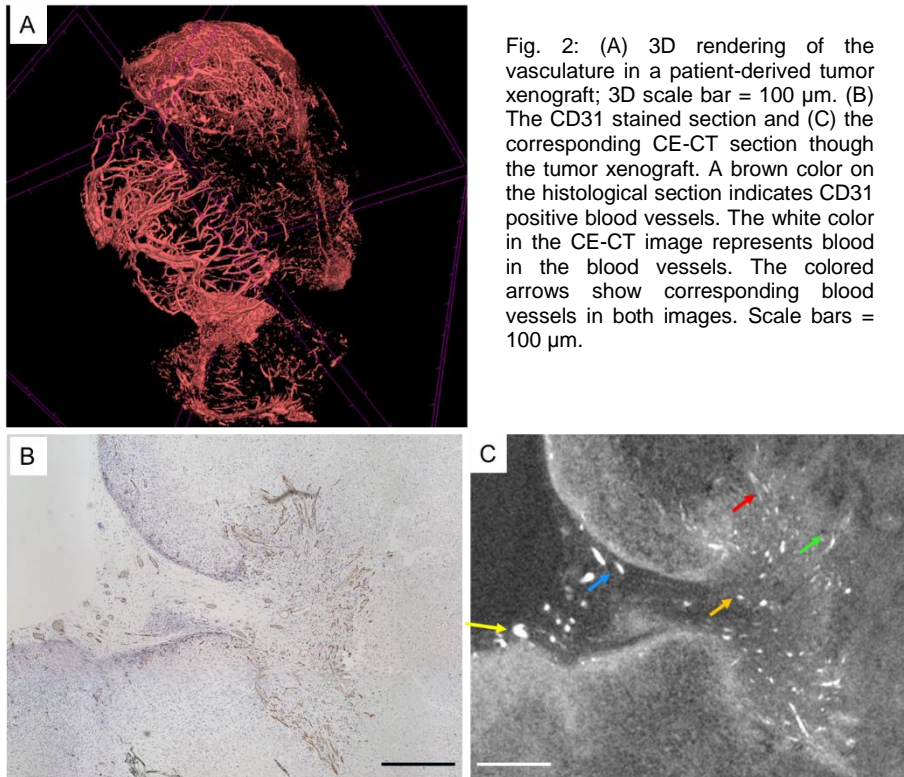 A
Fig. 2: (A) 3D rendering of the
vasculature in a patient-derived tumor
xenograft; 3D scale bar = 100 µm. (B)
The CD31 stained section and (C) the
corresponding CE-CT section though
the tumor xenograft. A brown color on
the histological section indicates CD31
positive blood vessels. The white color
in the CE-CT image represents blood
in the blood vessels. The colored
arrows show corresponding blood
vessels in both images. Scale bars =
100 µm.
B
C